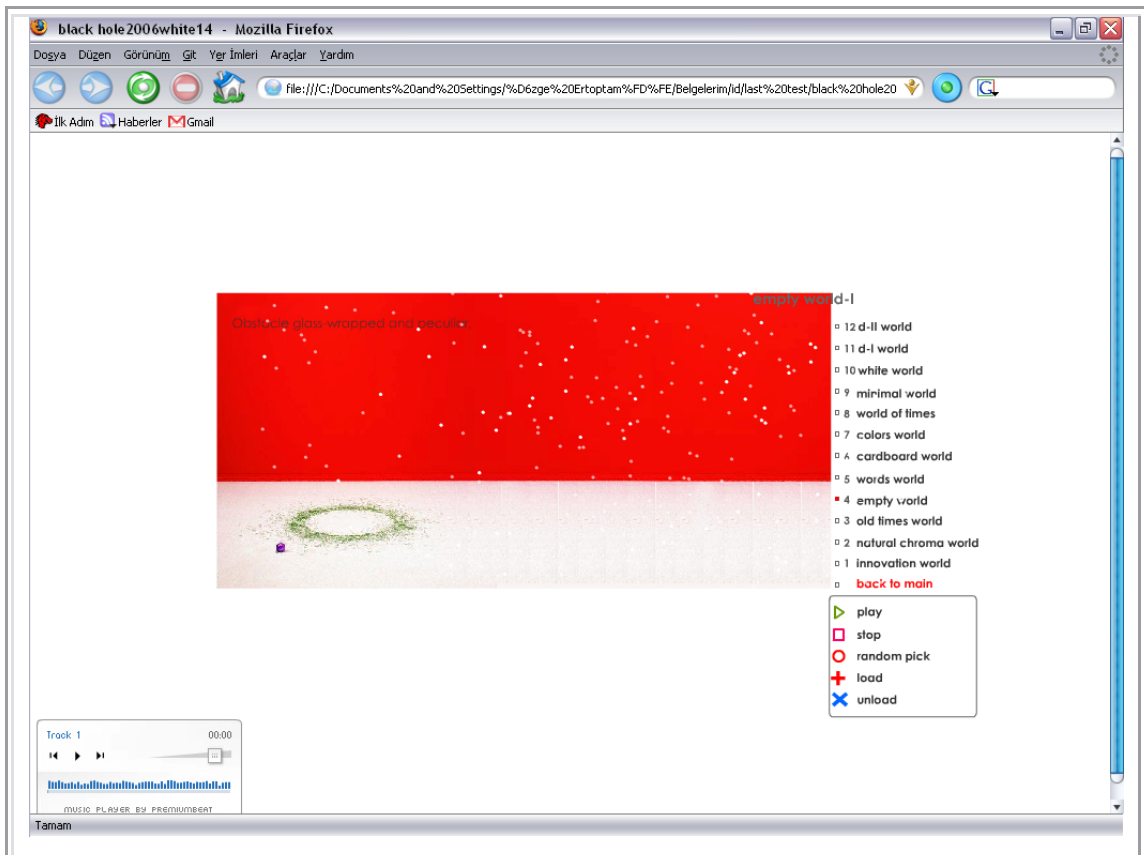 black hole2006white14 - Mozilla Firefox
Dosya Düzen Görünüm Git Yer İmleri Araçlar Yardım
file:///C:/Documents%20and%20Settings/%D6zge%20Ertoptam%FD%FE/Belgelerim/id/last%20test/black%20hole20
G
İlk Adım Haberler Gmail
empty world-I
Obstacle glass wrapped and peculiar.
12 d-II world
11 d-I world
10 white world
9 minimal world
8 world of times
7 colors world
6 cardboard world
5 words world
4 empty world
3 old times world
2 natural chroma world
1 innovation world
back to main
play
stop
random pick
load
unload
Track 1 00:00
MUSIC PLAYER BY PREMIUMBEAT
Tamam